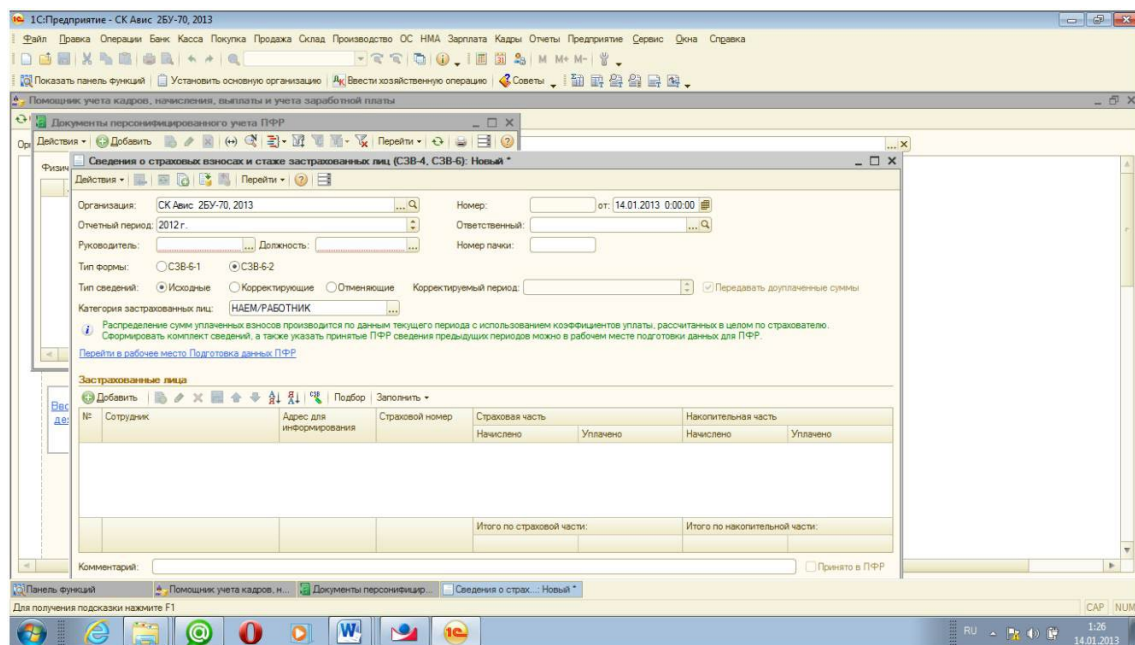 1С:Предприятие - СК Авис 2БУ-70, 2013
Файл Правка Операции Банк Касса Покупка Продажа Склад Производство ОС НМА Зарплата Кадры Отчеты Предприятие Сервис Окна Справка
M M+ M-
Показать панель функций Установить основную организацию Ввести хозяйственную операцию Советы
Помощник учета кадров, начисления, выплаты и учета заработной платы
Документы персонифицированного учета ПФР
Действия Добавить Перейти
Сведения о страховых взносах и стаже застрахованных лиц (СЗВ-4, СЗВ-6): Новый *
Действия Перейти
Организация: СК Авис 2БУ-70, 2013 Номер: от: 14.01.2013 0:00:00
Отчетный период: 2012 г. Ответственный:
Руководитель: Должность: Номер пачки:
Тип формы: СЗВ-6-1 СЗВ-6-2
Тип сведений: Исходные Корректирующие Отменяющие Корректируемый период: Передавать доуплаченные суммы
Категория застрахованных лиц: НАЕМ/РАБОТНИК
Распределение сумм уплаченных взносов производится по данным текущего периода с использованием коэффициентов уплаты, рассчитанных в целом по страхователю.
Сформировать комплект сведений, а также указать принятые ПФР сведения предыдущих периодов можно в рабочем месте подготовки данных для ПФР.
Перейти в рабочее место Подготовка данных ПФР
Застрахованные лица
Добавить Подбор Заполнить
№ Сотрудник Адрес для информирования Страховой номер Страховая часть Накопительная часть
Начислено Уплачено Начислено Уплачено
Итого по страховой части: Итого по накопительной части:
Комментарий: Принято в ПФР
Панель функций Помощник учета кадров, н... Документы персонифицир... Сведения о страх...: Новый *
Для получения подсказки нажмите F1 CAP NUM
RU 1:26
14.01.2013